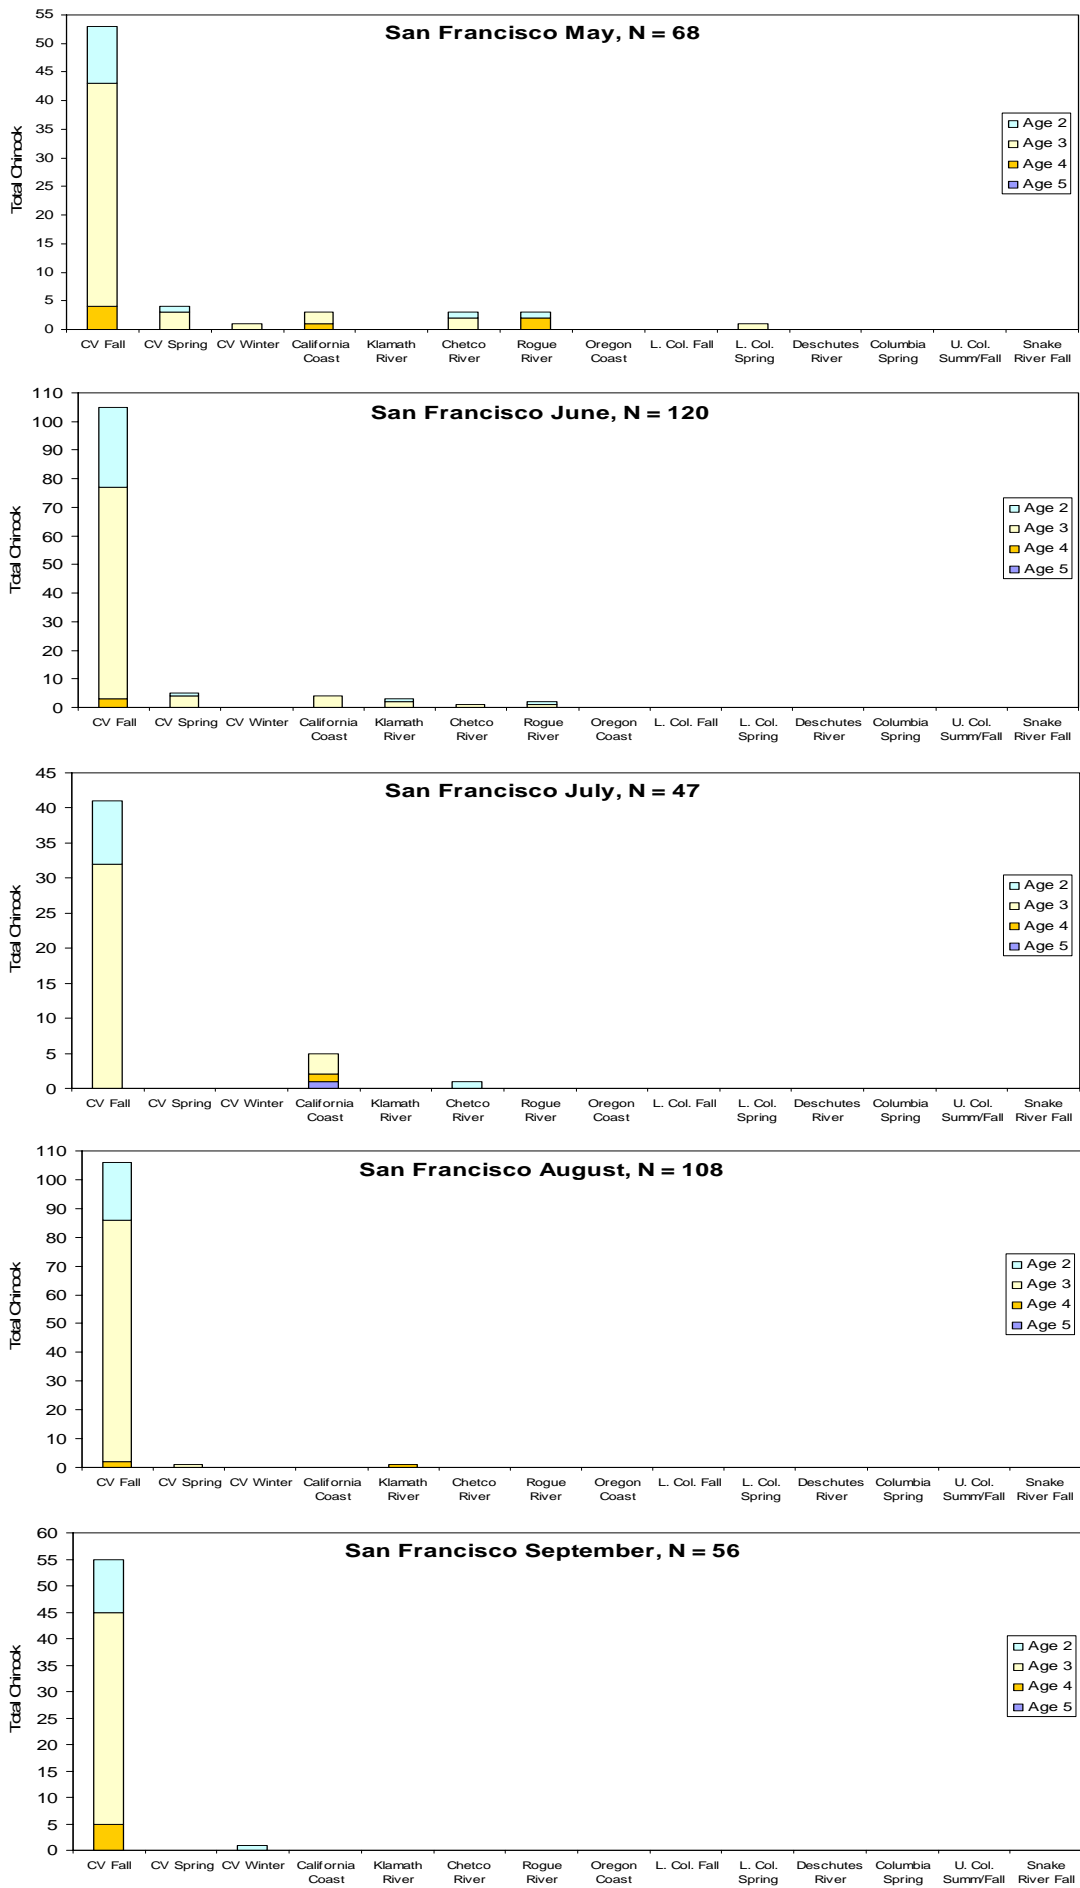 San Francisco May, N = 68
Total Chinook
55
50
45
40
35
30
25
20
15
10
5
0
Age 2
Age 3
Age 4
Age 5
CV Fall CV Spring CV Winter California Klamath Chetco Rogue Oregon L. Col. Fall L. Col. Deschutes Columbia U. Col. Snake
Coast River River River Coast Spring River Spring Summ/Fall River Fall
San Francisco June, N = 120
Total Chinook
110
100
90
80
70
60
50
40
30
20
10
0
Age 2
Age 3
Age 4
Age 5
CV Fall CV Spring CV Winter California Klamath Chetco Rogue Oregon L. Col. Fall L. Col. Deschutes Columbia U. Col. Snake
Coast River River River Coast Spring River Spring Summ/Fall River Fall
San Francisco July, N = 47
Total Chinook
45
40
35
30
25
20
15
10
5
0
Age 2
Age 3
Age 4
Age 5
CV Fall CV Spring CV Winter California Klamath Chetco Rogue Oregon L. Col. Fall L. Col. Deschutes Columbia U. Col. Snake
Coast River River River Coast Spring River Spring Summ/Fall River Fall
San Francisco August, N = 108
Total Chinook
110
100
90
80
70
60
50
40
30
20
10
0
Age 2
Age 3
Age 4
Age 5
CV Fall CV Spring CV Winter California Klamath Chetco Rogue Oregon L. Col. Fall L. Col. Deschutes Columbia U. Col. Snake
Coast River River River Coast Spring River Spring Summ/Fall River Fall
San Francisco September, N = 56
Total Chinook
60
55
50
45
40
35
30
25
20
15
10
5
0
Age 2
Age 3
Age 4
Age 5
CV Fall CV Spring CV Winter California Klamath Chetco Rogue Oregon L. Col. Fall L. Col. Deschutes Columbia U. Col. Snake
Coast River River River Coast Spring River Spring Summ/Fall River Fall